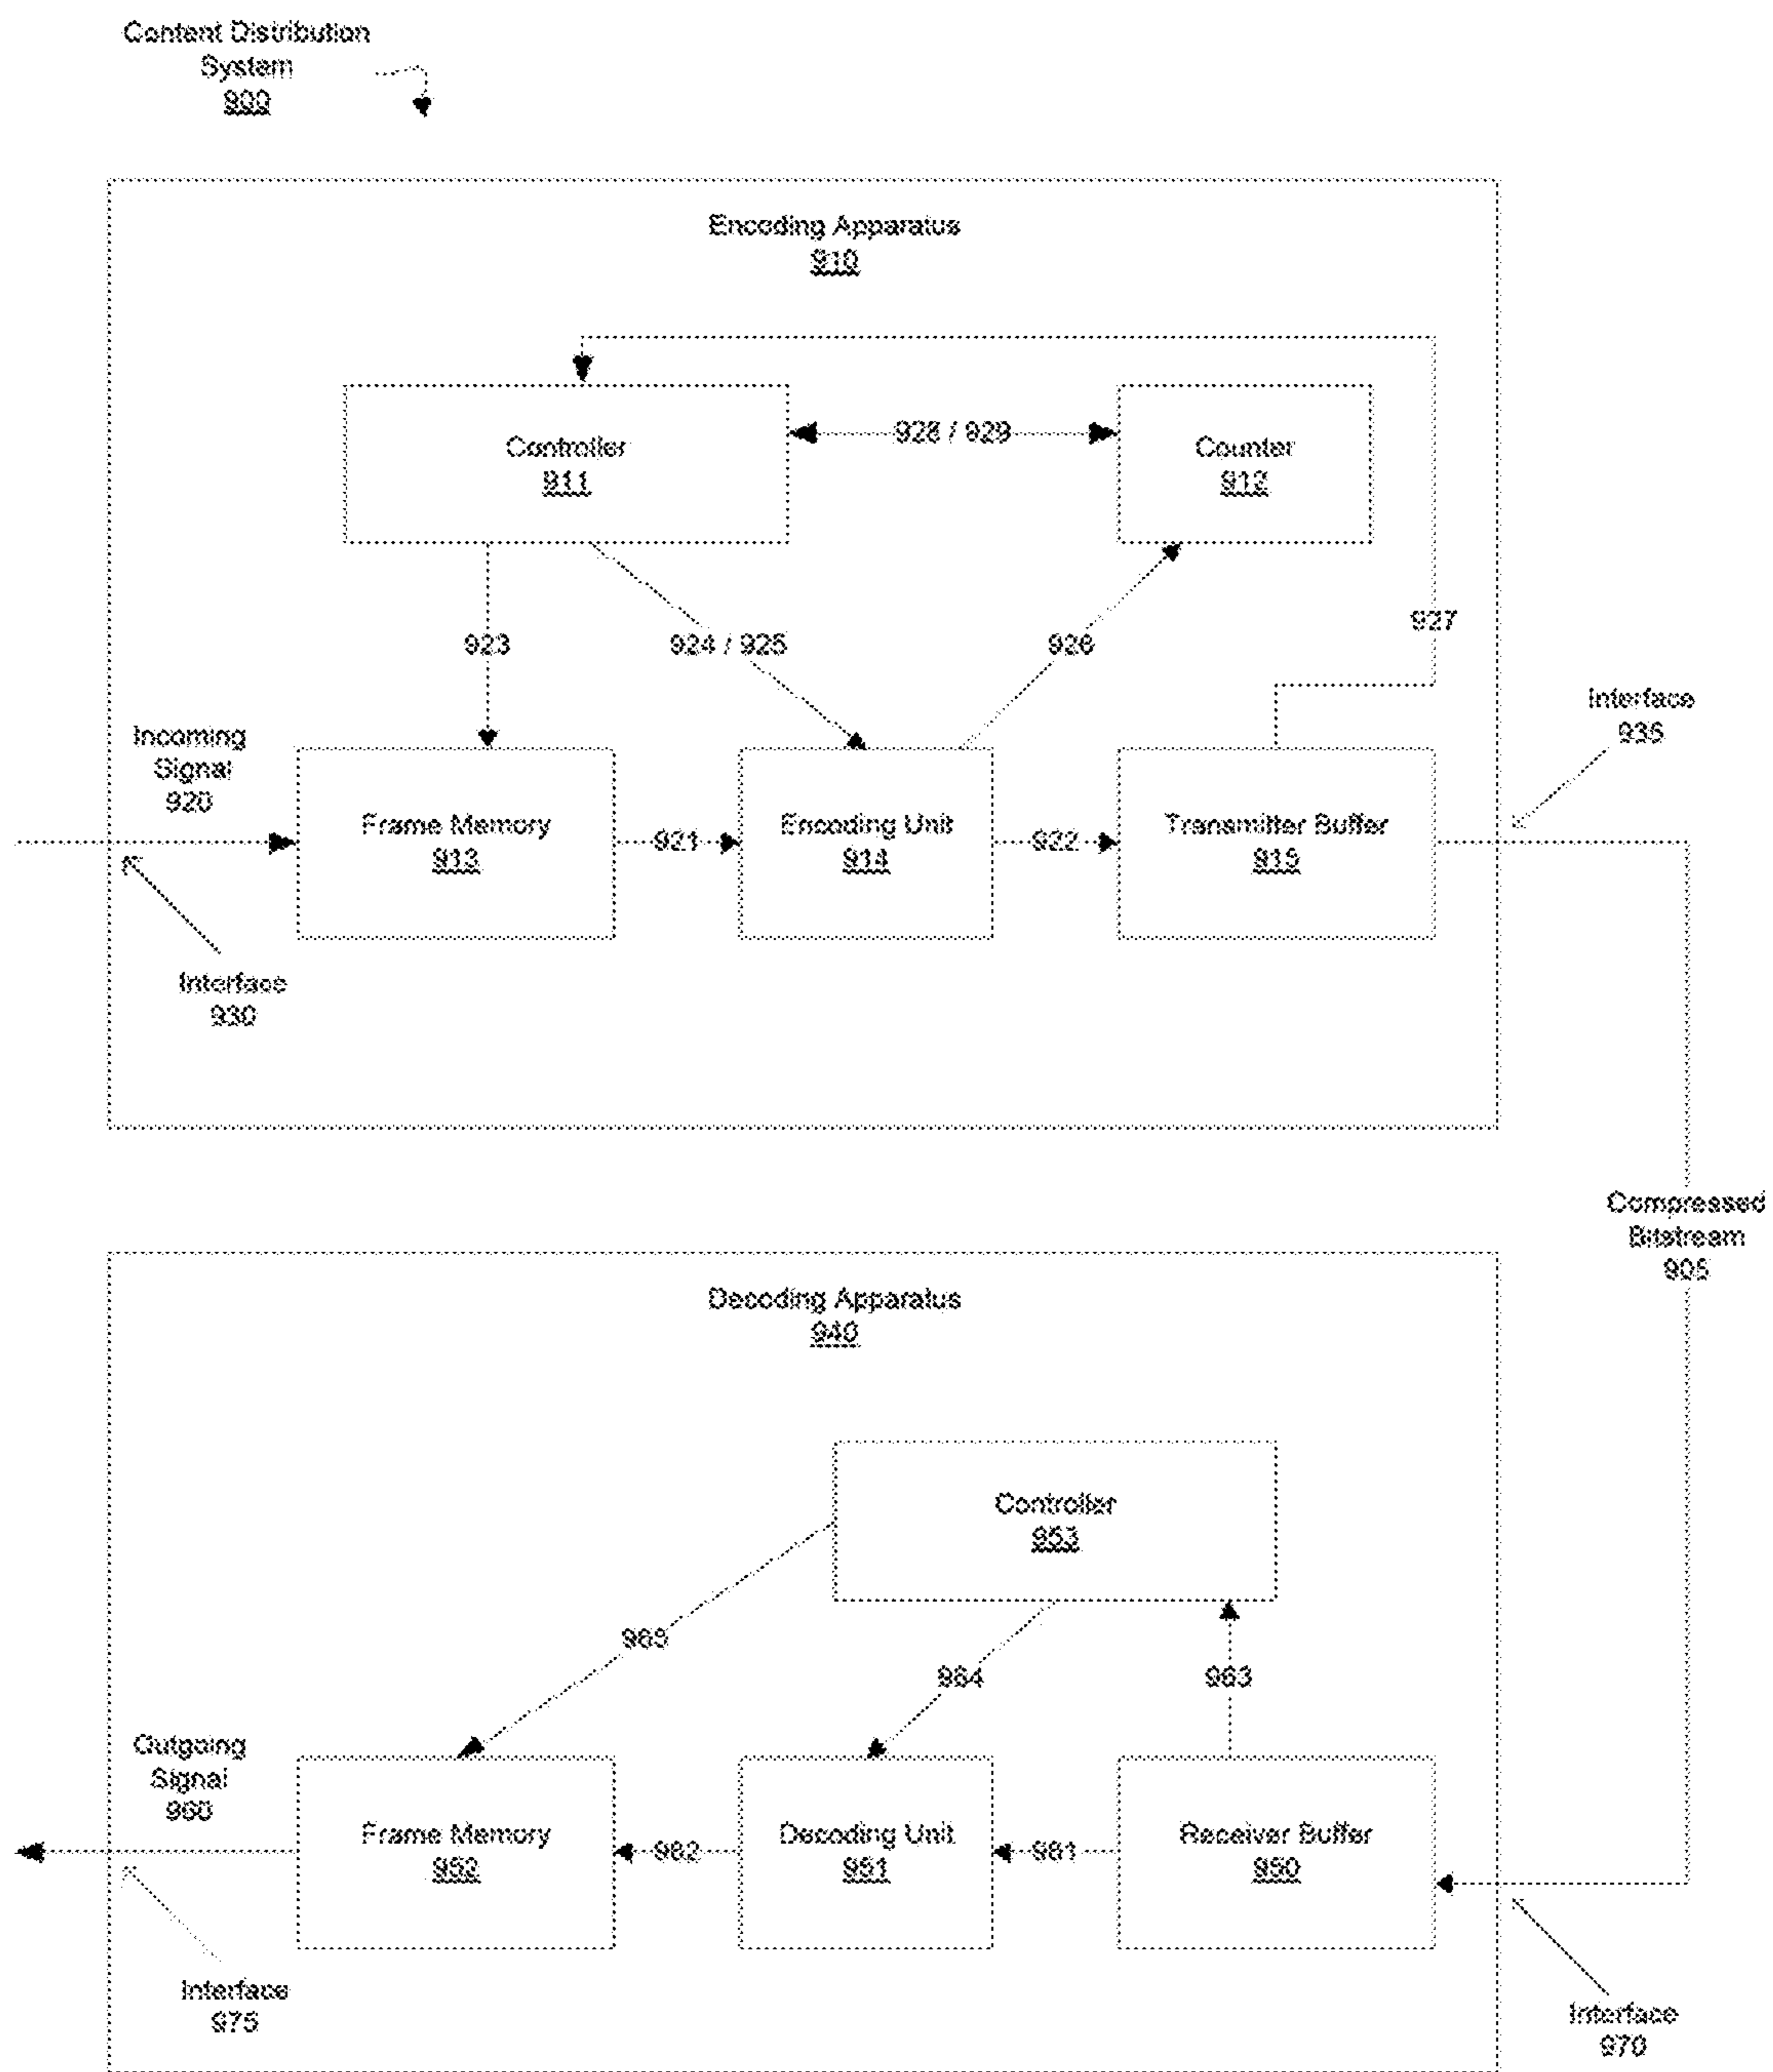 Content Distribution
System
900
Encoding Apparatus
910
Controller
911
928 / 929
Counter
912
923
924 / 925
926
927
Incoming
Signal
920
Interface
935
Frame Memory
913
921
Encoding Unit
914
922
Transmitter Buffer
915
Interface
930
Compressed
Bitstream
905
Decoding Apparatus
940
Controller
953
965
964
963
Outgoing
Signal
960
Frame Memory
952
962
Decoding Unit
951
961
Receiver Buffer
950
Interface
975
Interface
970